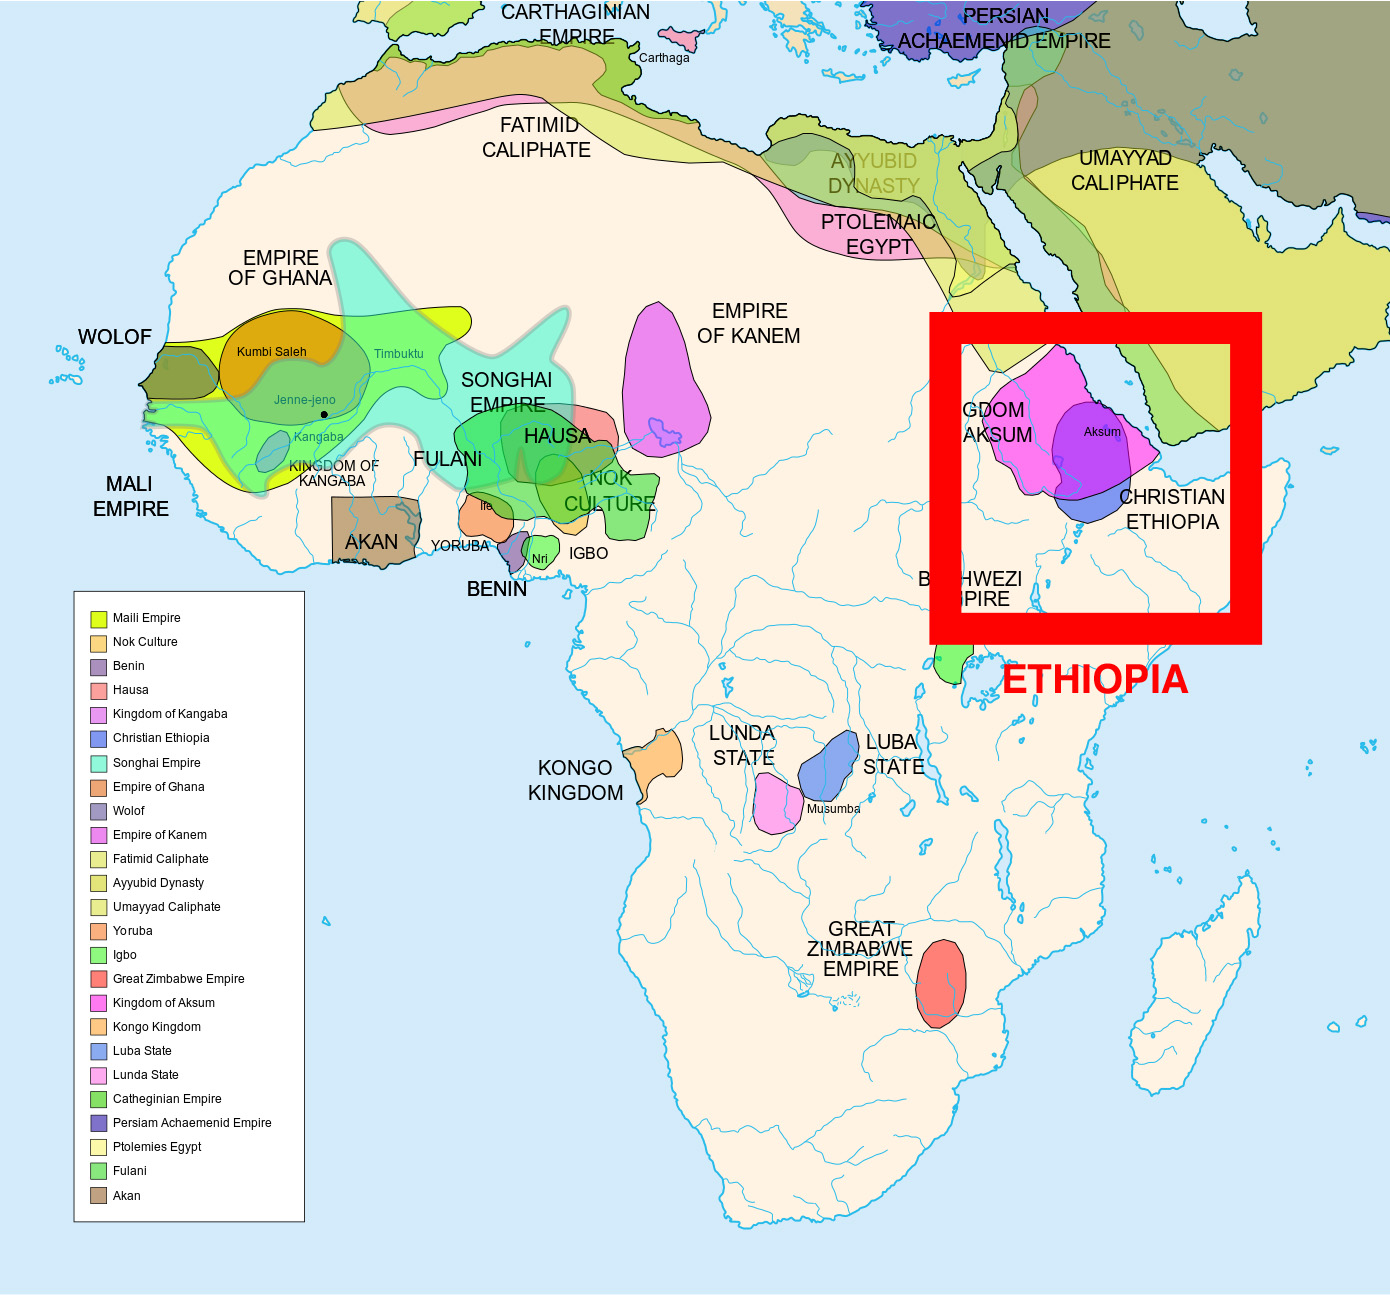 CARTHAGINIAN
EMPIRE
Carthaga
PERSIAN
ACHAEMENID EMPIRE
FATIMID
CALIPHATE
AYYUBID
DYNASTY
UMAYYAD
CALIPHATE
PTOLEMAIC
EGYPT
EMPIRE
OF GHANA
WOLOF
Kumbi Saleh
Timbuktu
EMPIRE
OF KANEM
SONGHAI
EMPIRE
Jenne-jeno
Kangaba
HAUSA
FULANI
KINGDOM OF
KANGABA
MALI
EMPIRE
NOK
CULTURE
Ife
AKAN
YORUBA
Nri
IGBO
BENIN
GDOM
AKSUM
Aksum
CHRISTIAN
ETHIOPIA
B
HWEZI
PIRE
ETHIOPIA
LUNDA
STATE
LUBA
STATE
KONGO
KINGDOM
Musumba
GREAT
ZIMBABWE
EMPIRE
Maili Empire
Nok Culture
Benin
Hausa
Kingdom of Kangaba
Christian Ethiopia
Songhai Empire
Empire of Ghana
Wolof
Empire of Kanem
Fatimid Caliphate
Ayyubid Dynasty
Umayyad Caliphate
Yoruba
Igbo
Great Zimbabwe Empire
Kingdom of Aksum
Kongo Kingdom
Luba State
Lunda State
Catheginian Empire
Persiam Achaemenid Empire
Ptolemies Egypt
Fulani
Akan